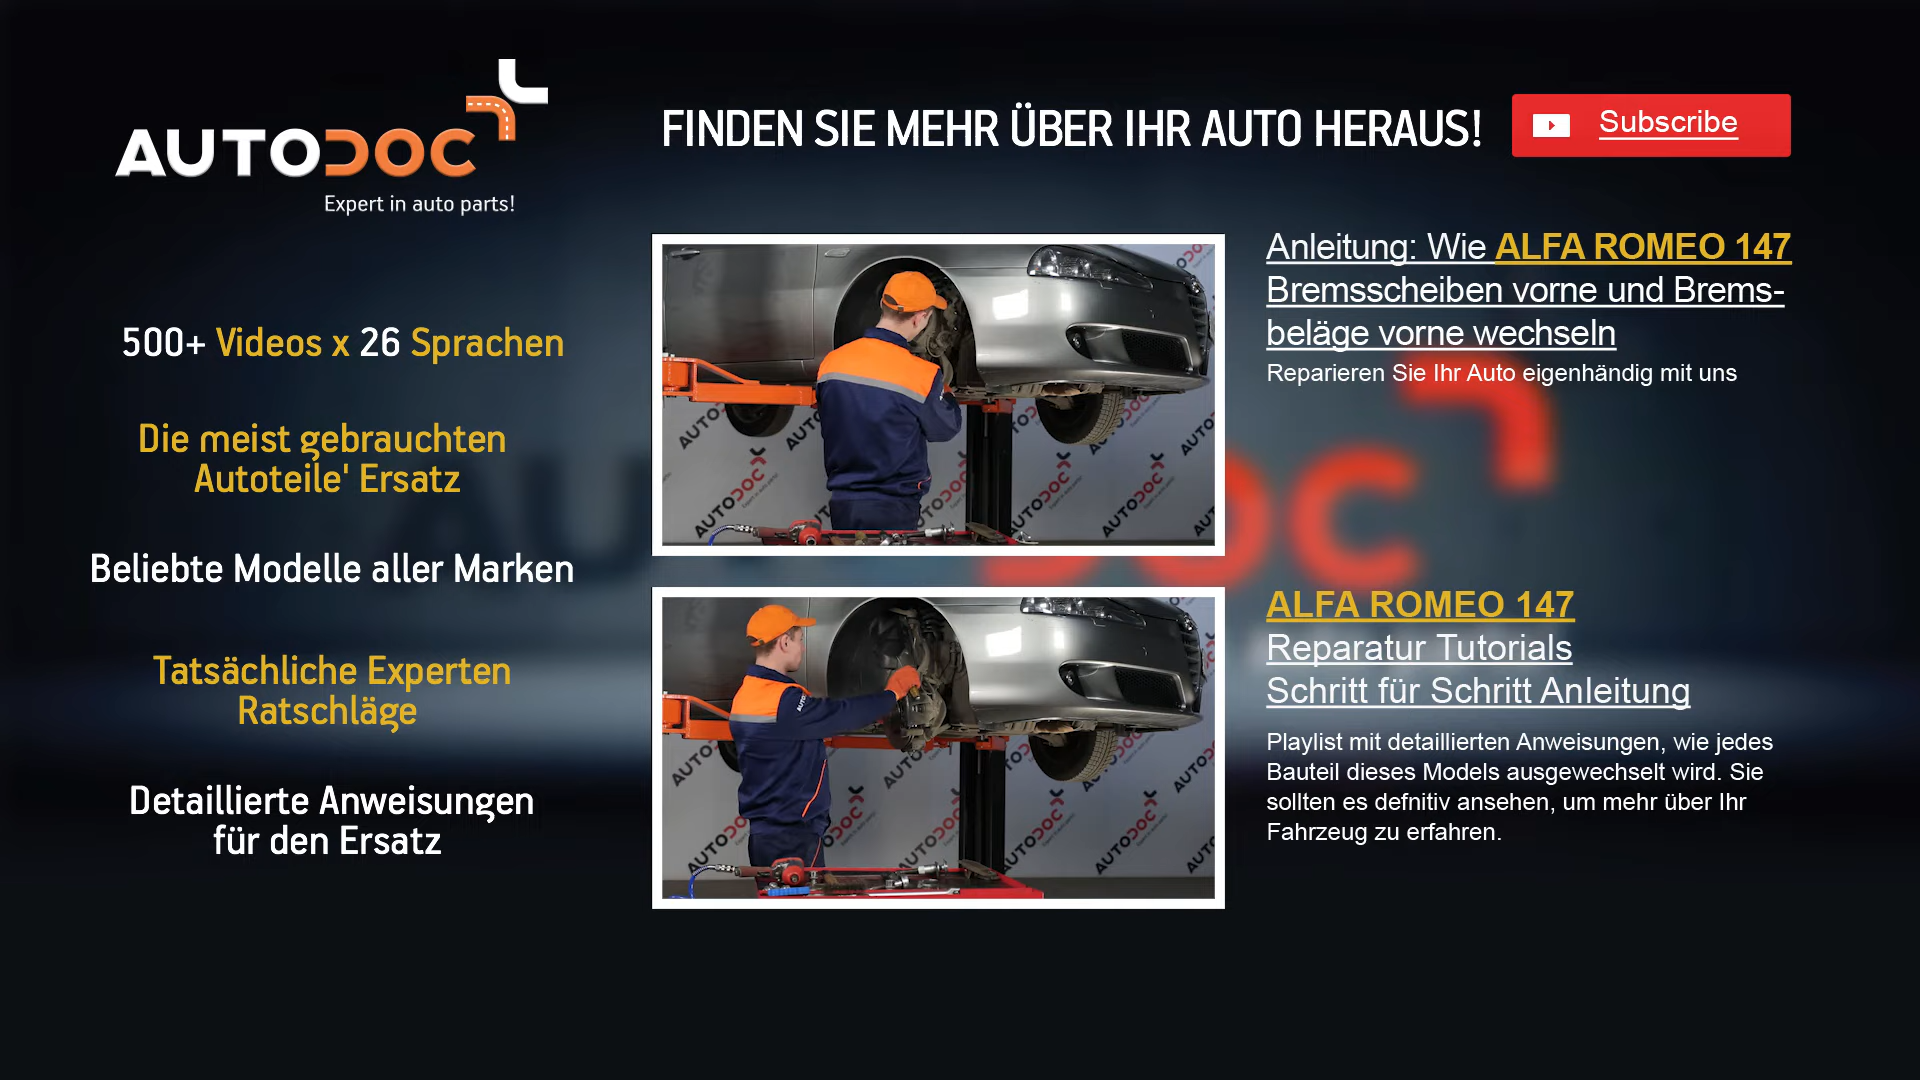 AUTODOC
Expert in auto parts!
FINDEN SIE MEHR ÜBER IHR AUTO HERAUS!
Subscribe
500+ Videos x 26 Sprachen
Die meist gebrauchten
Autoteile' Ersatz
Beliebte Modelle aller Marken
Tatsächliche Experten
Ratschläge
Detaillierte Anweisungen
für den Ersatz
Anleitung: Wie ALFA ROMEO 147
Bremsscheiben vorne und Brems-
beläge vorne wechseln
Reparieren Sie Ihr Auto eigenhändig mit uns
ALFA ROMEO 147
Reparatur Tutorials
Schritt für Schritt Anleitung
Playlist mit detaillierten Anweisungen, wie jedes
Bauteil dieses Models ausgewechselt wird. Sie
sollten es defnitiv ansehen, um mehr über Ihr
Fahrzeug zu erfahren.